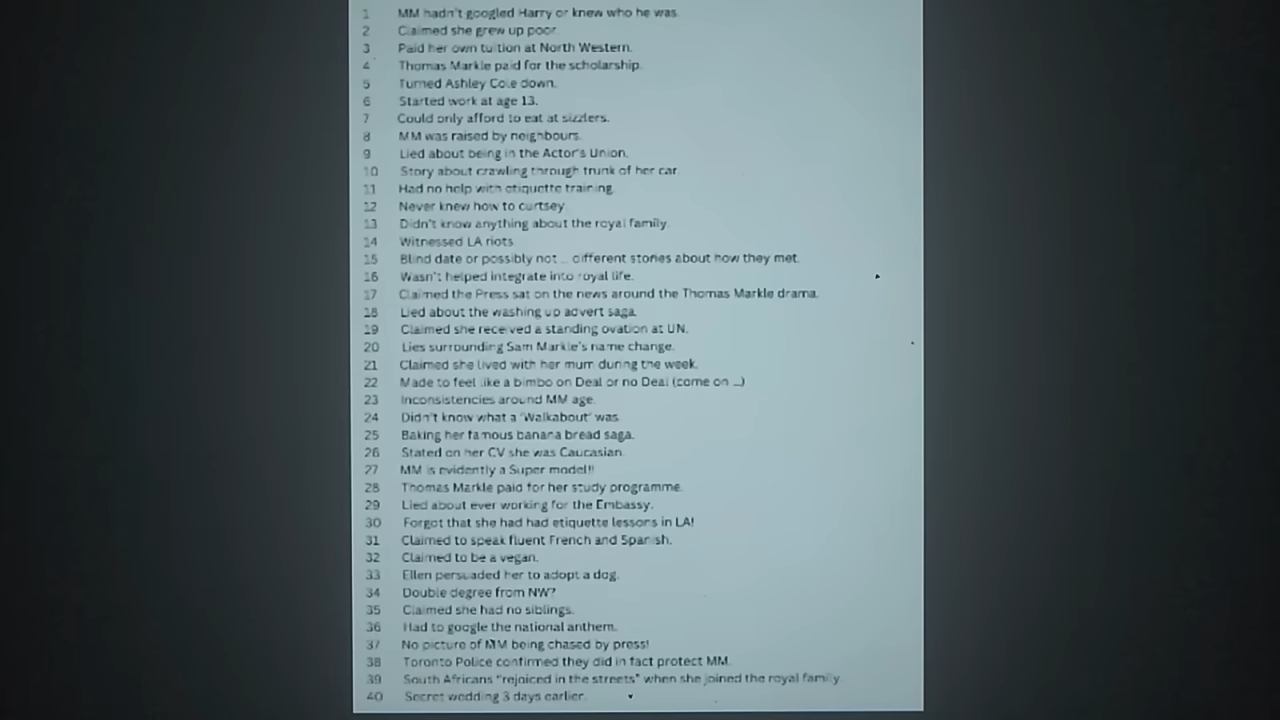 1 MM hadn't googled Harry or knew who he was.
2 Claimed she grew up poor.
3 Paid her own tuition at North Western.
4 Thomas Markle paid for the scholarship.
5 Turned Ashley Cole down.
6 Started work at age 13.
7 Could only afford to eat at sizzlers.
8 MM was raised by neighbours.
9 Lied about being in the Actor's Union.
10 Story about crawling through trunk of her car.
11 Had no help with etiquette training.
12 Never knew how to curtsey
13 Didn't know anything about the royal family.
14 Witnessed LA riots
15 Blind date or possibly not ... different stories about how they met.
16 Wasn't helped integrate into royal life.
17 Claimed the Press sat on the news around the Thomas Markle drama.
18 Lied about the washing up advert saga.
19 Claimed she received a standing ovation at UN.
20 Lies surrounding Sam Markle's name change.
21 Claimed she lived with her mum during the week.
22 Made to feel like a bimbo on Deal or no Deal (come on ...)
23 Inconsistencies around MM age.
24 Didn't know what a 'Walkabout' was.
25 Baking her famous banana bread saga.
26 Stated on her CV she was Caucasian.
27 MM is evidently a Super model!!
28 Thomas Markle paid for her study programme.
29 Lied about ever working for the Embassy.
30 Forgot that she had had etiquette lessons in LA!
31 Claimed to speak fluent French and Spanish.
32 Claimed to be a vegan.
33 Ellen persuaded her to adopt a dog.
34 Double degree from NW?
35 Claimed she had no siblings.
36 Had to google the national anthem.
37 No picture of MM being chased by press!
38 Toronto Police confirmed they did in fact protect MM.
39 South Africans "rejoiced in the streets" when she joined the royal family.
40 Secret wedding 3 days earlier.